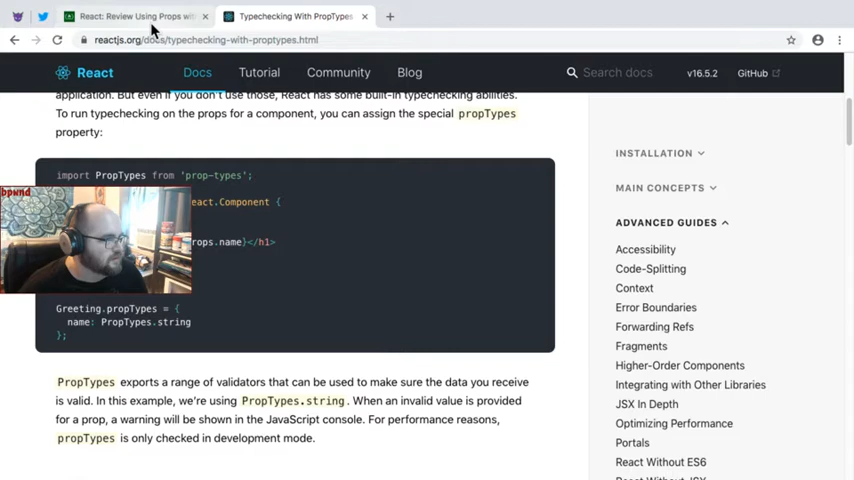 React: Review Using Props wit
Typechecking With PropTypes
reactjs.org/docs/typechecking-with-proptypes.html
React
Docs
Tutorial
Community
Blog
Search docs
v16.5.2
GitHub
application. But even if you don't use those, React has some built-in typechecking abilities.
To run typechecking on the props for a component, you can assign the special propTypes
property:
import PropTypes from 'prop-types';
eact.Component {
rops.name}</h1>
Greeting.propTypes = {
name: PropTypes.string
};
bpwnd
PropTypes exports a range of validators that can be used to make sure the data you receive
is valid. In this example, we're using PropTypes.string. When an invalid value is provided
for a prop, a warning will be shown in the JavaScript console. For performance reasons,
propTypes is only checked in development mode.
INSTALLATION
MAIN CONCEPTS
ADVANCED GUIDES
Accessibility
Code-Splitting
Context
Error Boundaries
Forwarding Refs
Fragments
Higher-Order Components
Integrating with Other Libraries
JSX In Depth
Optimizing Performance
Portals
React Without ES6
React Without JSX